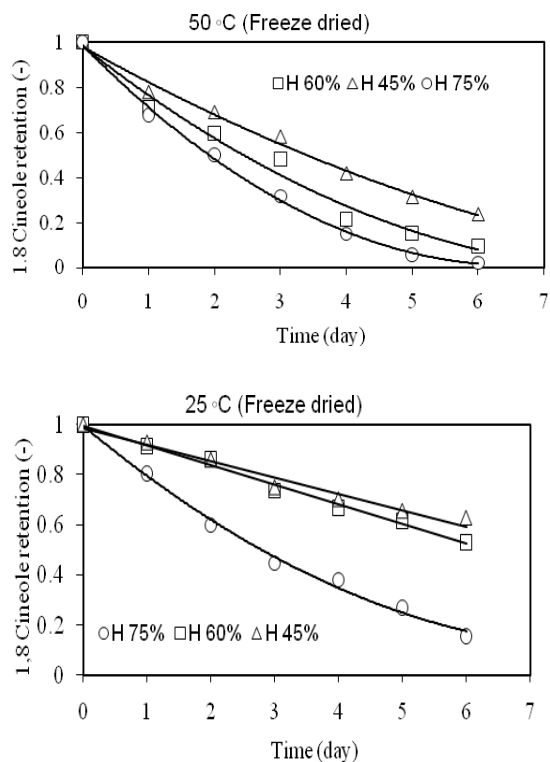 50 °C (Freeze dried)
1.8 Cineole retention (-)
1
0.8
0.6
0.4
0.2
0
□ H 60% △ H 45% ○ H 75%
0 1 2 3 4 5 6 7
Time (day)
25 °C (Freeze dried)
1,8 Cineole retention (-)
1
0.8
0.6
0.4
0.2
0
○ H 75% □ H 60% △ H 45%
0 1 2 3 4 5 6 7
Time (day)